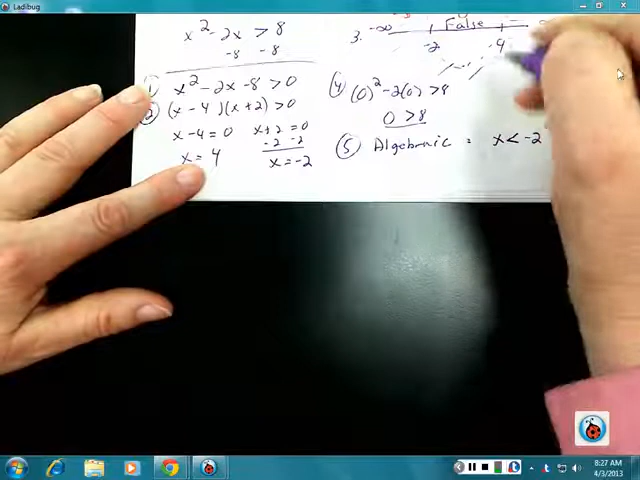 Ladibug
x² - 2x > 8
-8 -8
① x² - 2x - 8 > 0
② (x - 4)(x + 2) > 0
x - 4 = 0 x + 2 = 0
-2 -2
x = 4 x = -2
3. -∞ False
-2 4
④ (0)² - 2(0) > 8
0 > 8
⑤ Algebraic = x < -2
8:27 AM
4/3/2013